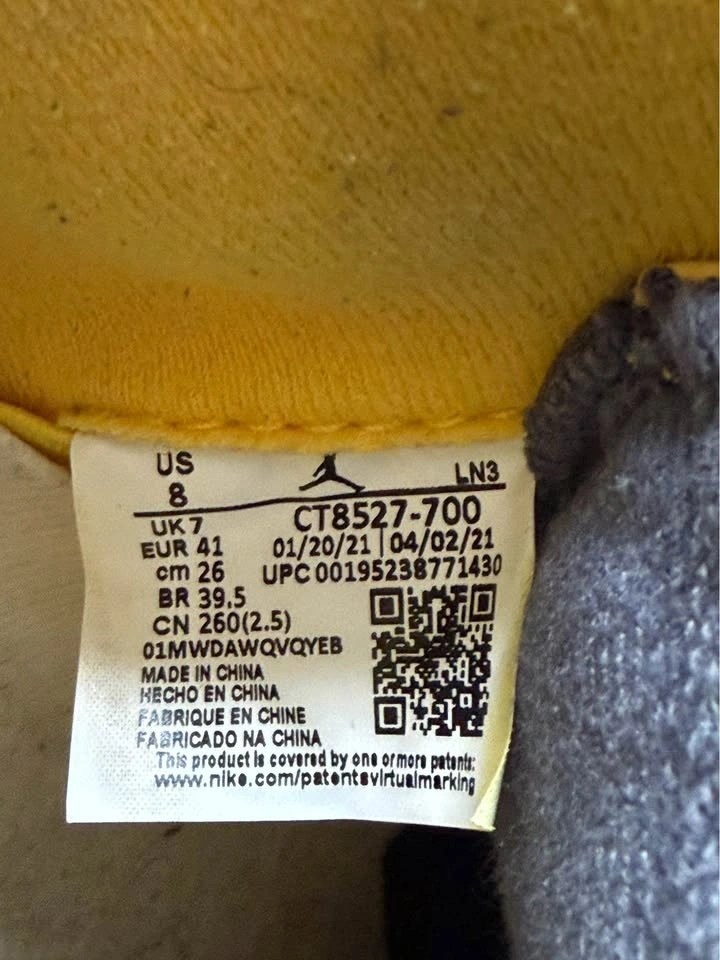 US
8
LN3
UK 7
CT8527-700
EUR 41
01/20/21 | 04/02/21
cm 26
UPC 00195238771430
BR 39.5
CN 260(2.5)
01MWDAWQVQYEB
MADE IN CHINA
HECHO EN CHINA
FABRIQUE EN CHINE
FABRICADO NA CHINA
This product is covered by one or more patents:
www.nike.com/patentsvirtualmarking